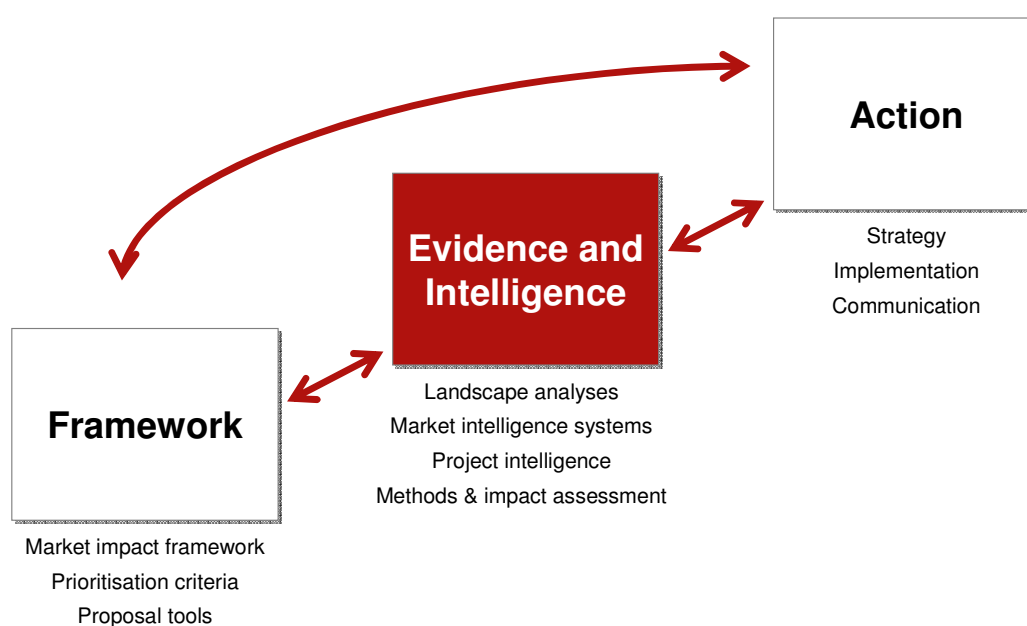 Action
Strategy
Implementation
Communication
Evidence and
Intelligence
Landscape analyses
Market intelligence systems
Project intelligence
Methods & impact assessment
Framework
Market impact framework
Prioritisation criteria
Proposal tools